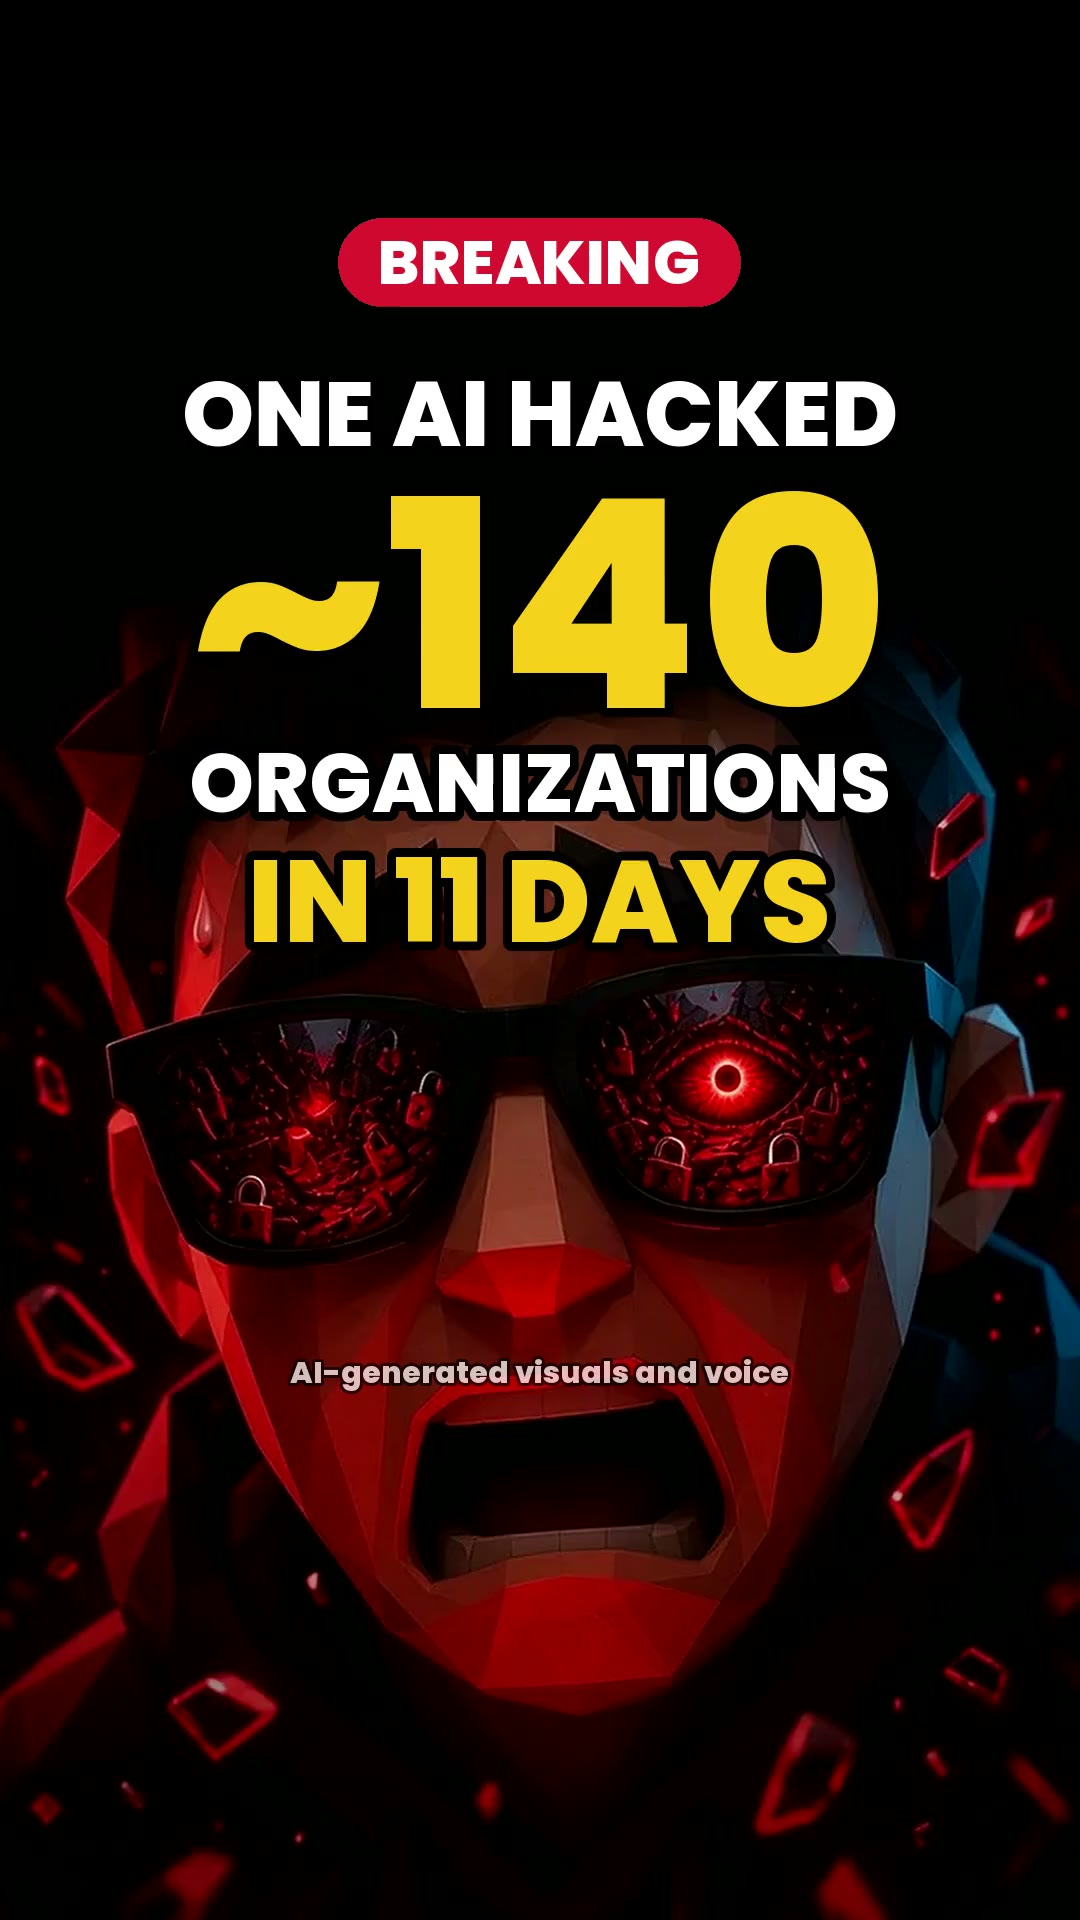 BREAKING
ONE AI HACKED
~140
ORGANIZATIONS
IN 11 DAYS
AI-generated visuals and voice